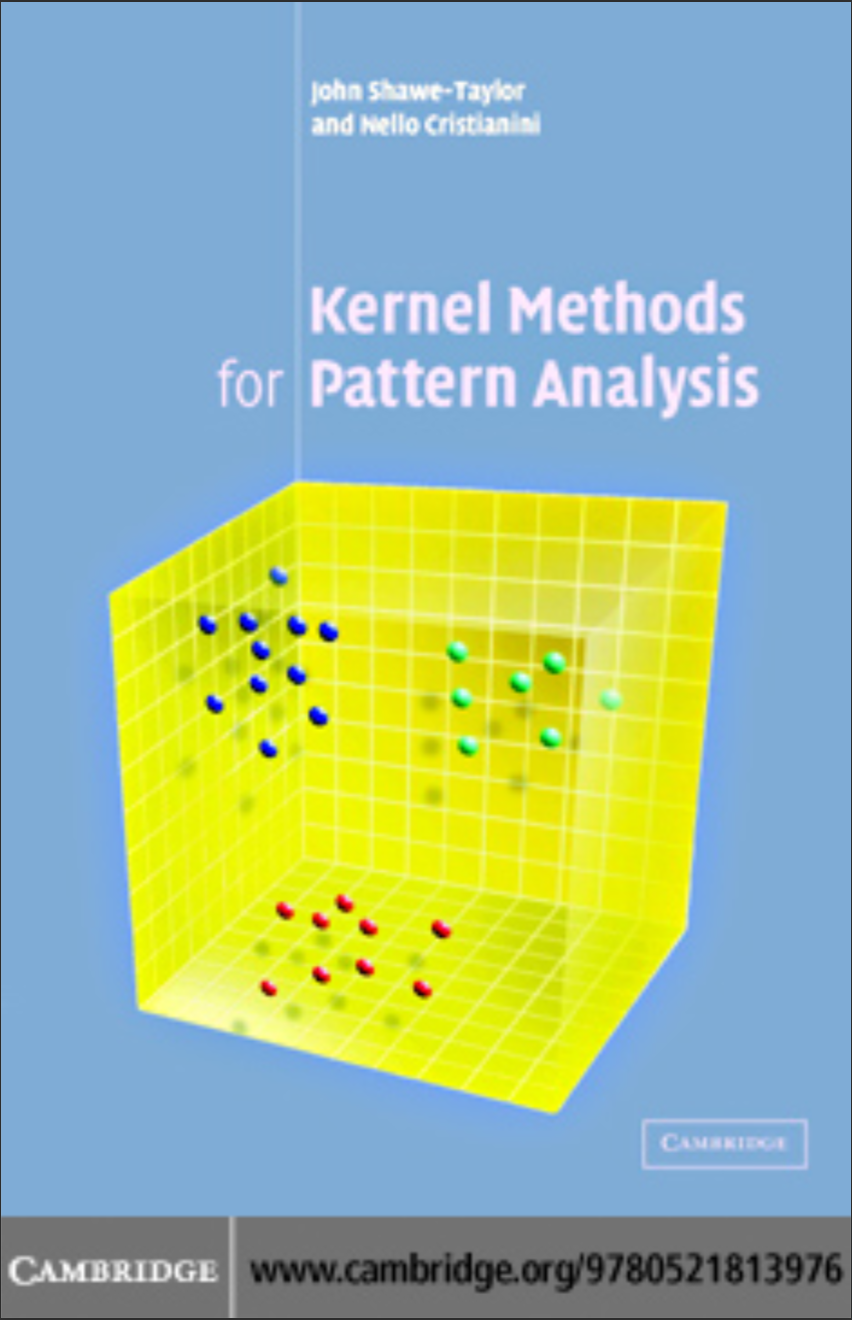 John Shawe-Taylor
and Nello Cristianini
Kernel Methods
for Pattern Analysis
CAMBRIDGE
CAMBRIDGE www.cambridge.org/9780521813976